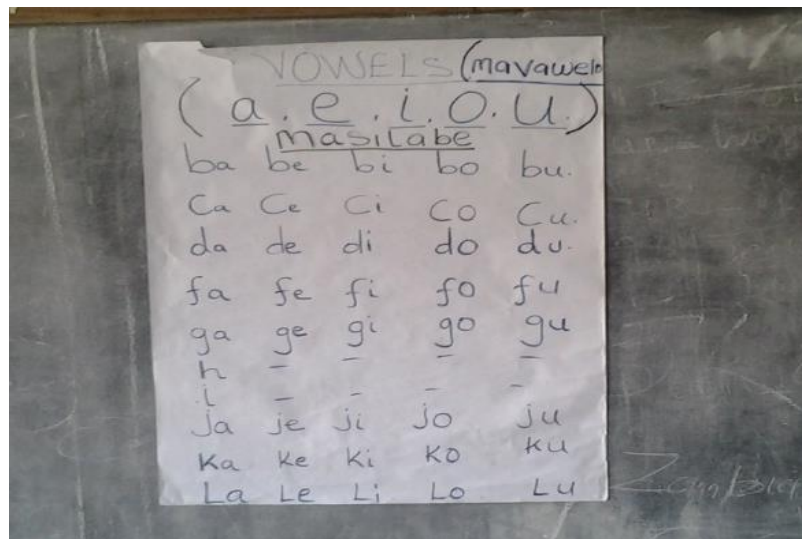 VOWELS (mavawelo
( a . e . i . o . u . )
masilabe
ba be bi bo bu.
Ca Ce Ci Co Cu.
da de di do du.
fa fe fi fo fu
ga ge gi go gu
h - - - -
i - - - -
ja je ji jo ju
Ka Ke Ki Ko Ku
La Le Li Lo Lu
Zambia